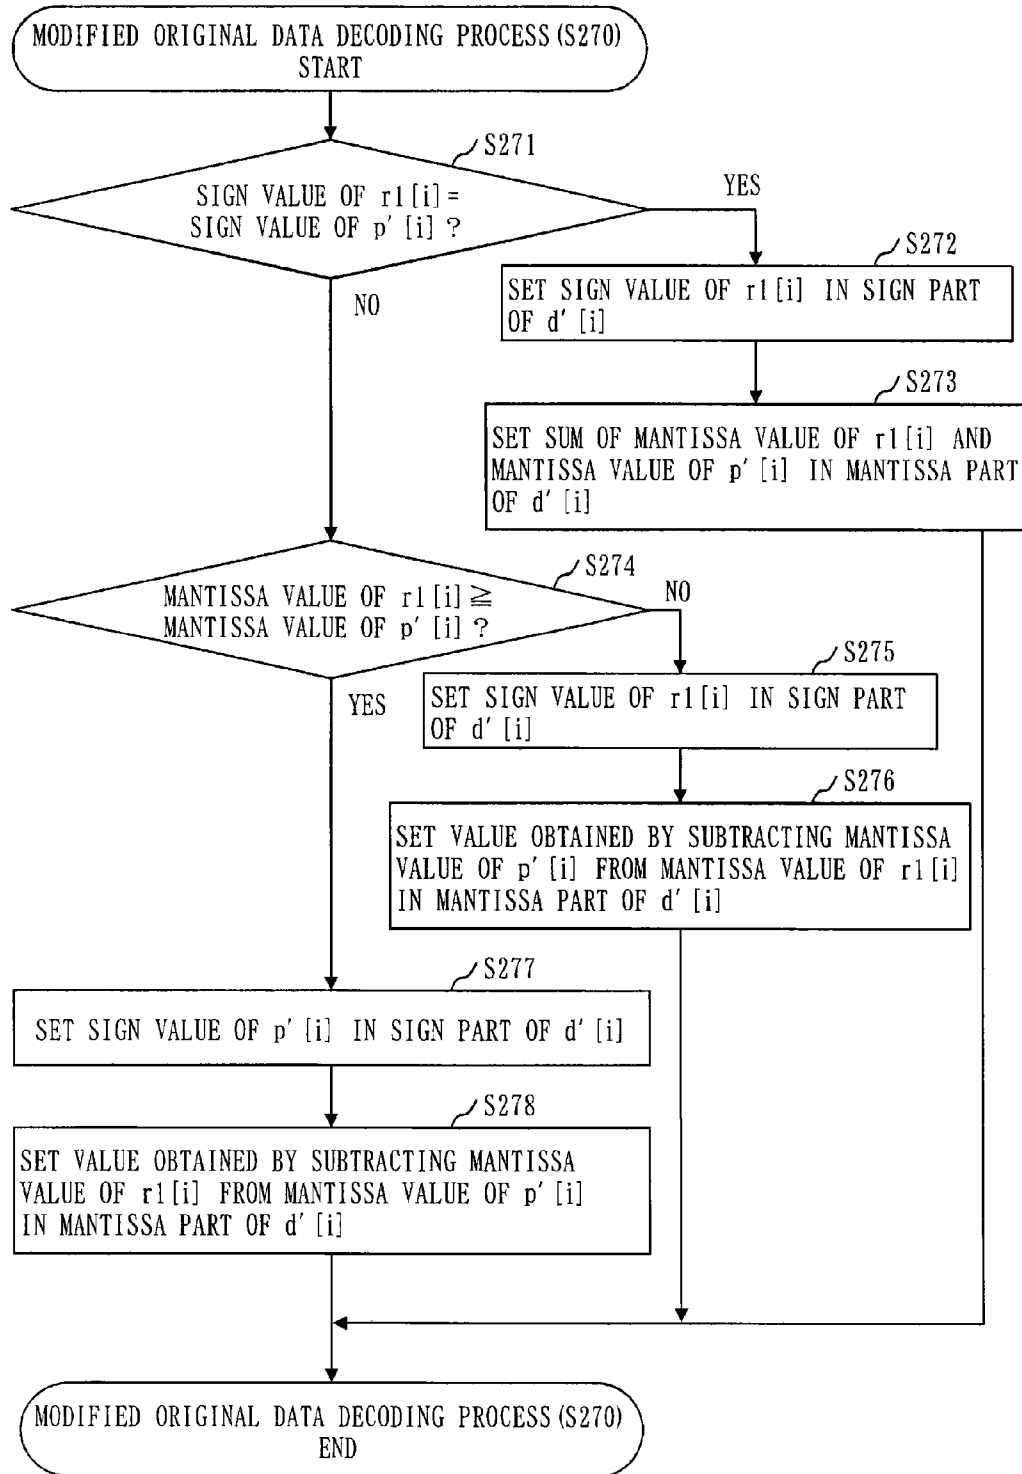 MODIFIED ORIGINAL DATA DECODING PROCESS (S270)
START
S271
SIGN VALUE OF r1[i]=
SIGN VALUE OF p'[i]?
YES
NO
S272
SET SIGN VALUE OF r1[i] IN SIGN PART
OF d'[i]
S273
SET SUM OF MANTISSA VALUE OF r1[i] AND
MANTISSA VALUE OF p'[i] IN MANTISSA PART
OF d'[i]
S274
MANTISSA VALUE OF r1[i]≧
MANTISSA VALUE OF p'[i]?
NO
YES
S275
SET SIGN VALUE OF r1[i] IN SIGN PART
OF d'[i]
S276
SET VALUE OBTAINED BY SUBTRACTING MANTISSA
VALUE OF p'[i] FROM MANTISSA VALUE OF r1[i]
IN MANTISSA PART OF d'[i]
S277
SET SIGN VALUE OF p'[i] IN SIGN PART OF d'[i]
S278
SET VALUE OBTAINED BY SUBTRACTING MANTISSA
VALUE OF r1[i] FROM MANTISSA VALUE OF p'[i]
IN MANTISSA PART OF d'[i]
MODIFIED ORIGINAL DATA DECODING PROCESS (S270)
END